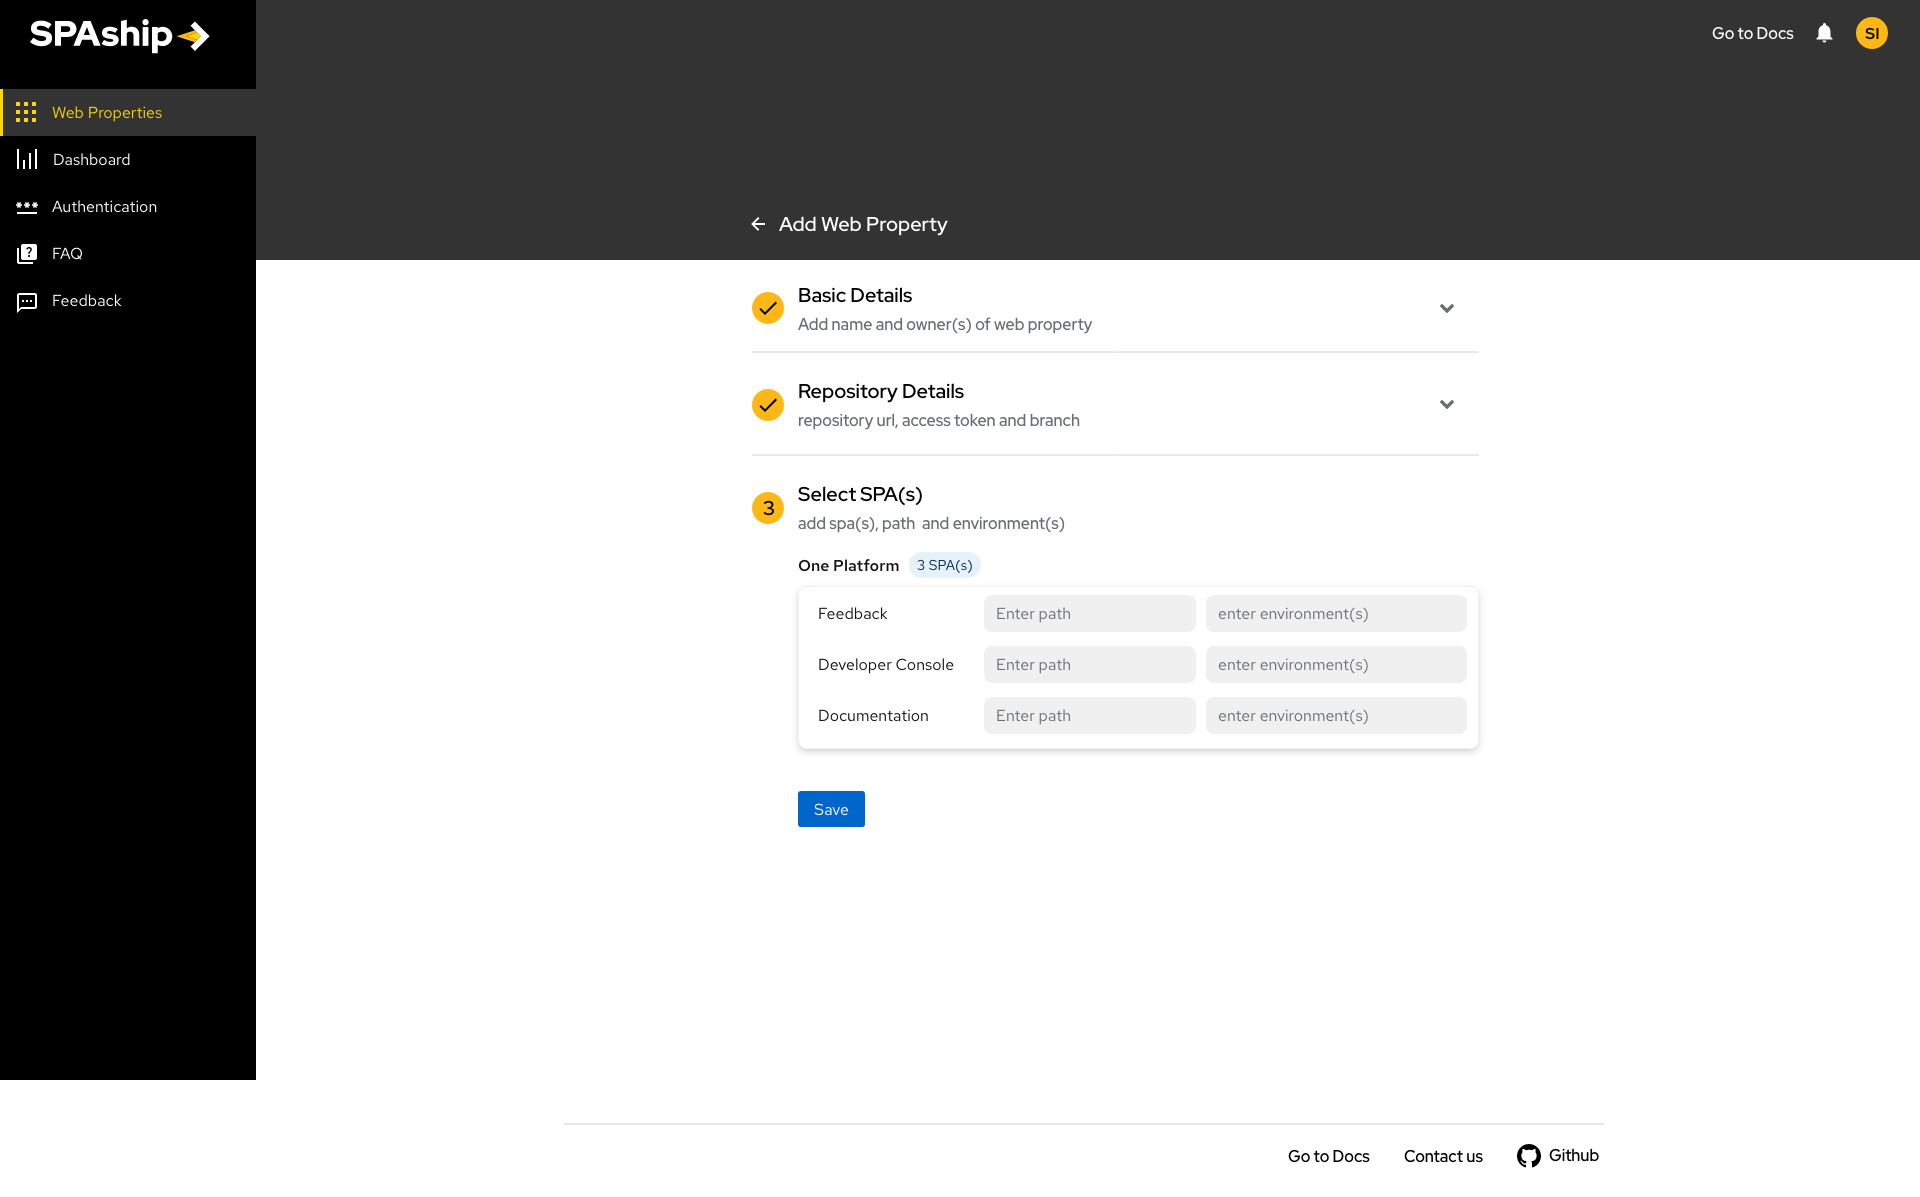 SPAship
Go to Docs
SI
Web Properties
Dashboard
Authentication
FAQ
Feedback
Add Web Property
Basic Details
Add name and owner(s) of web property
Repository Details
repository url, access token and branch
3
Select SPA(s)
add spa(s), path  and environment(s)
One Platform 3 SPA(s)
Feedback Enter path enter environment(s)
Developer Console Enter path enter environment(s)
Documentation Enter path enter environment(s)
Save
Go to Docs Contact us Github